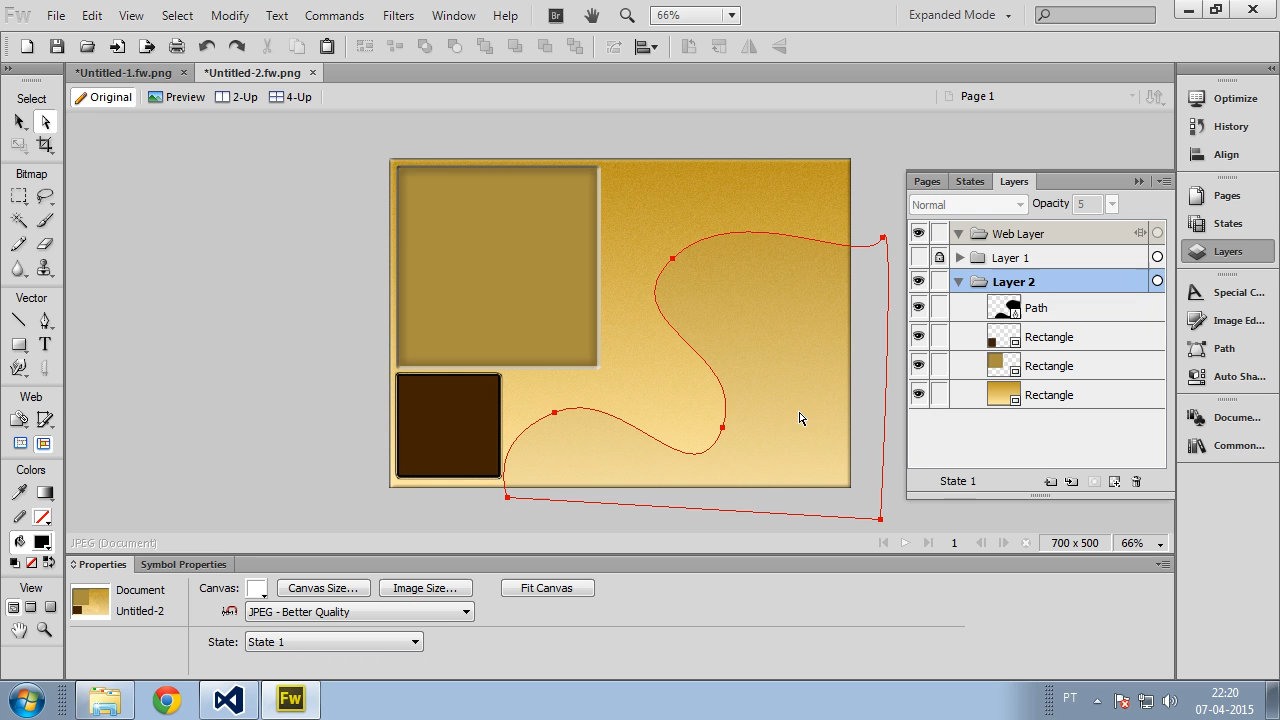 Fw File Edit View Select Modify Text Commands Filters Window Help Br 66% Expanded Mode
*Untitled-1.fw.png × *Untitled-2.fw.png ×
Original Preview 2-Up 4-Up Page 1
Select
Bitmap
Vector
T
Web
Colors
View
Pages States Layers
Normal Opacity 5
Web Layer
Layer 1
Layer 2
Path
Rectangle
Rectangle
Rectangle
State 1
Optimize
History
Align
Pages
States
Layers
Special C...
Image Ed...
Path
Auto Sha...
Docume...
Common...
JPEG (Document) 1 700 x 500 66%
Properties Symbol Properties
Document Canvas: Canvas Size... Image Size... Fit Canvas
Untitled-2 JPEG - Better Quality
State: State 1
Fw PT 22:20
07-04-2015